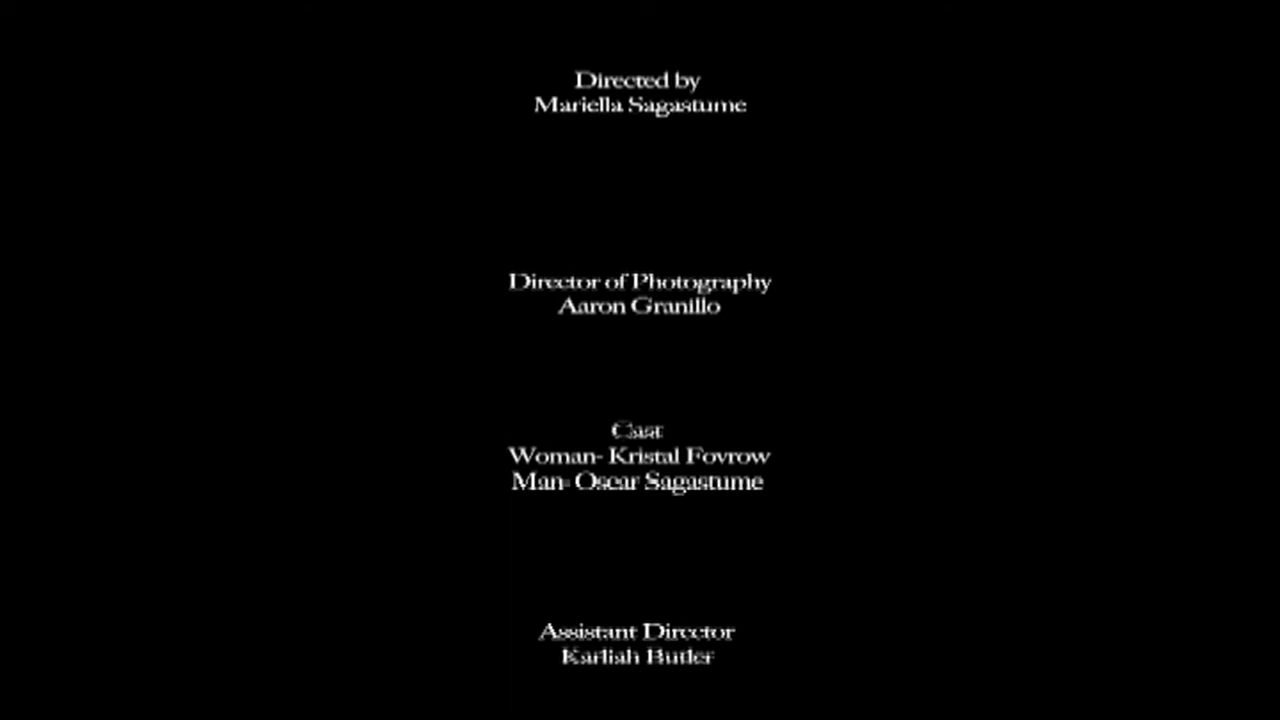 Directed by
Mariella Sagastume
Director of Photography
Aaron Granillo
Cast
Woman- Kristal Fovrow
Man- Oscar Sagastume
Assistant Director
Karliah Butler